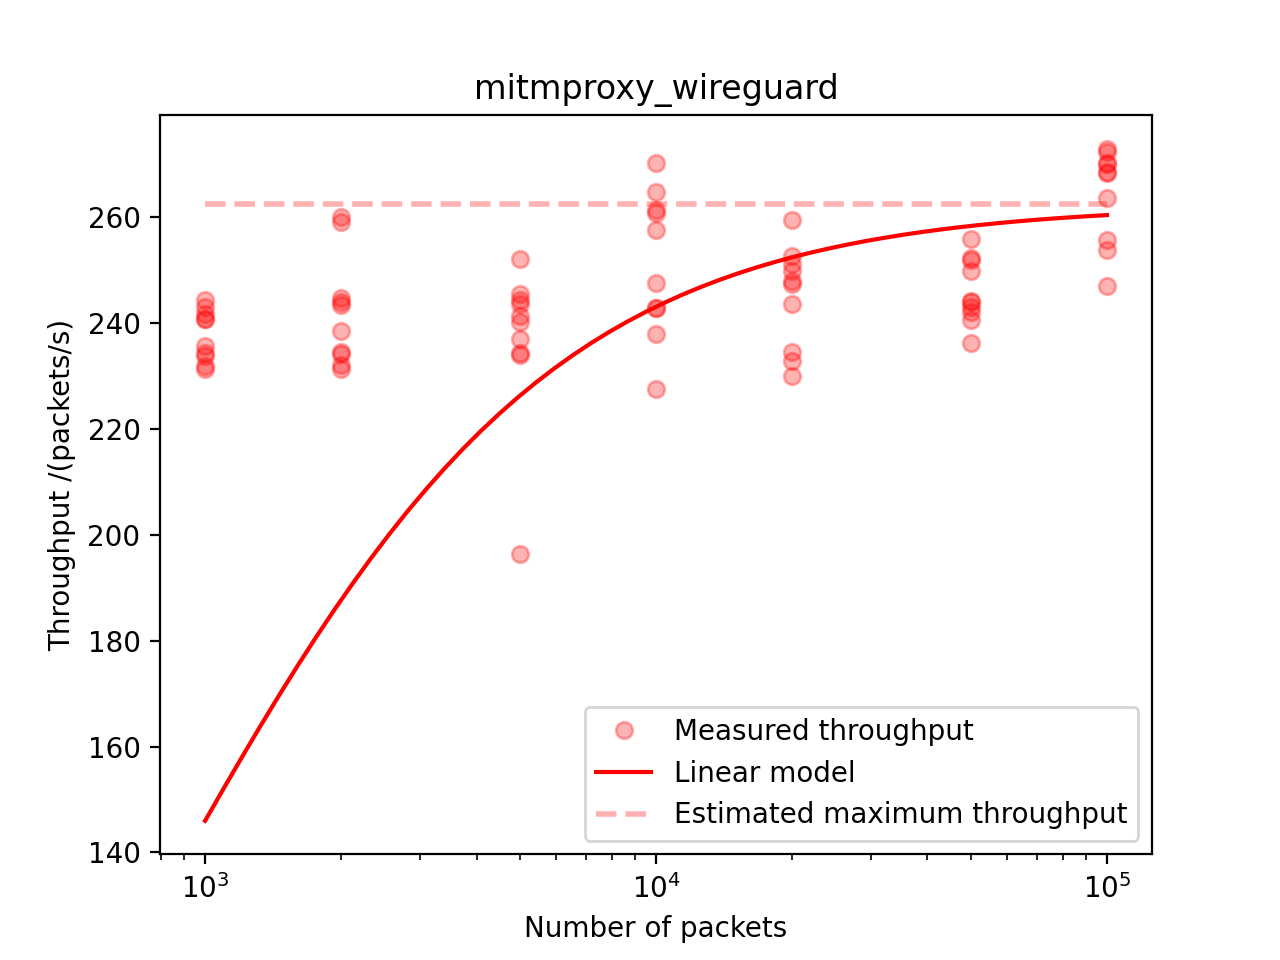 mitmproxy_wireguard
Throughput /(packets/s)
260
240
220
200
180
160
140
10³
10⁴
10⁵
Number of packets
Measured throughput
Linear model
Estimated maximum throughput